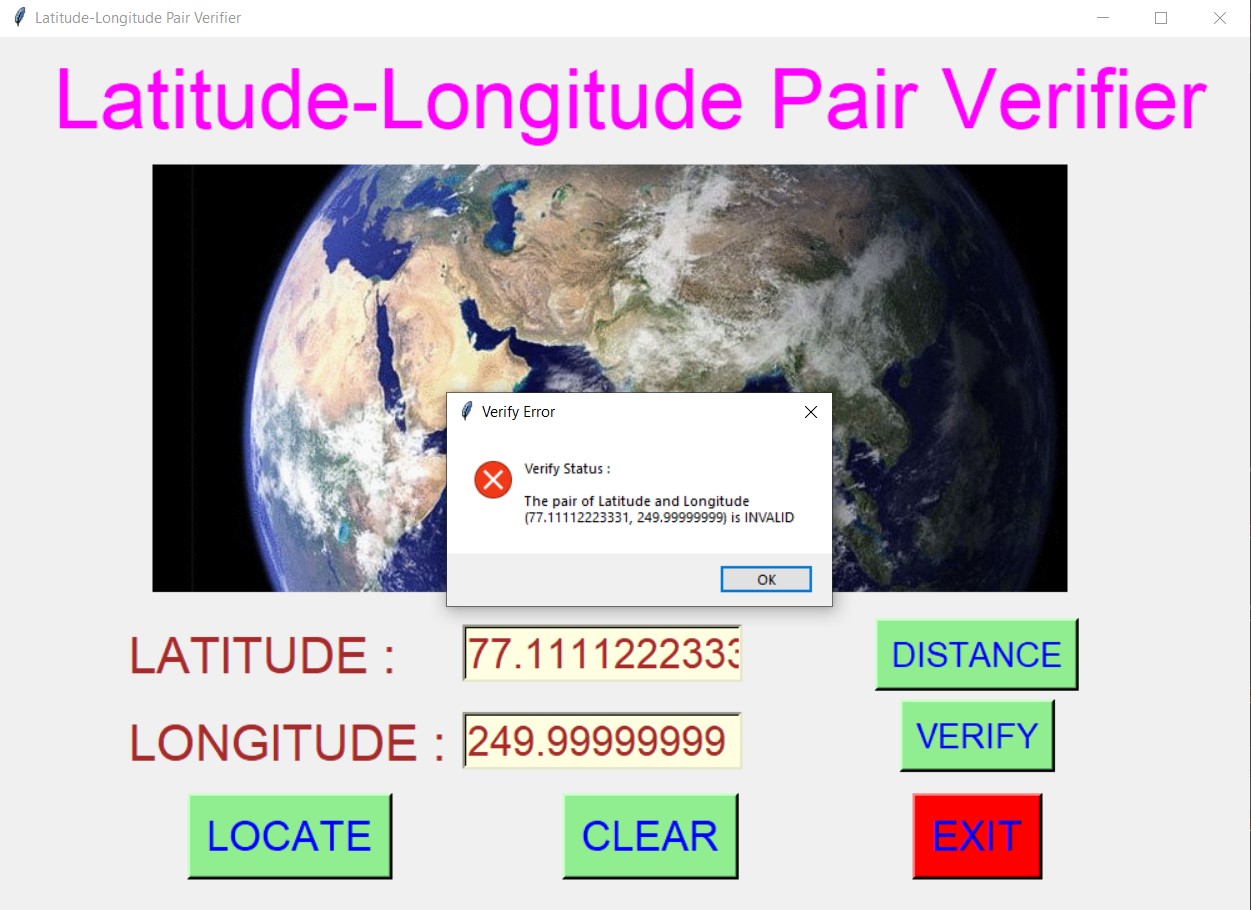 Latitude-Longitude Pair Verifier
Latitude-Longitude Pair Verifier
Verify Error
Verify Status :
The pair of Latitude and Longitude
(77.11112223331, 249.99999999) is INVALID
OK
LATITUDE : 77.1111222333 DISTANCE
LONGITUDE : 249.99999999 VERIFY
LOCATE CLEAR EXIT